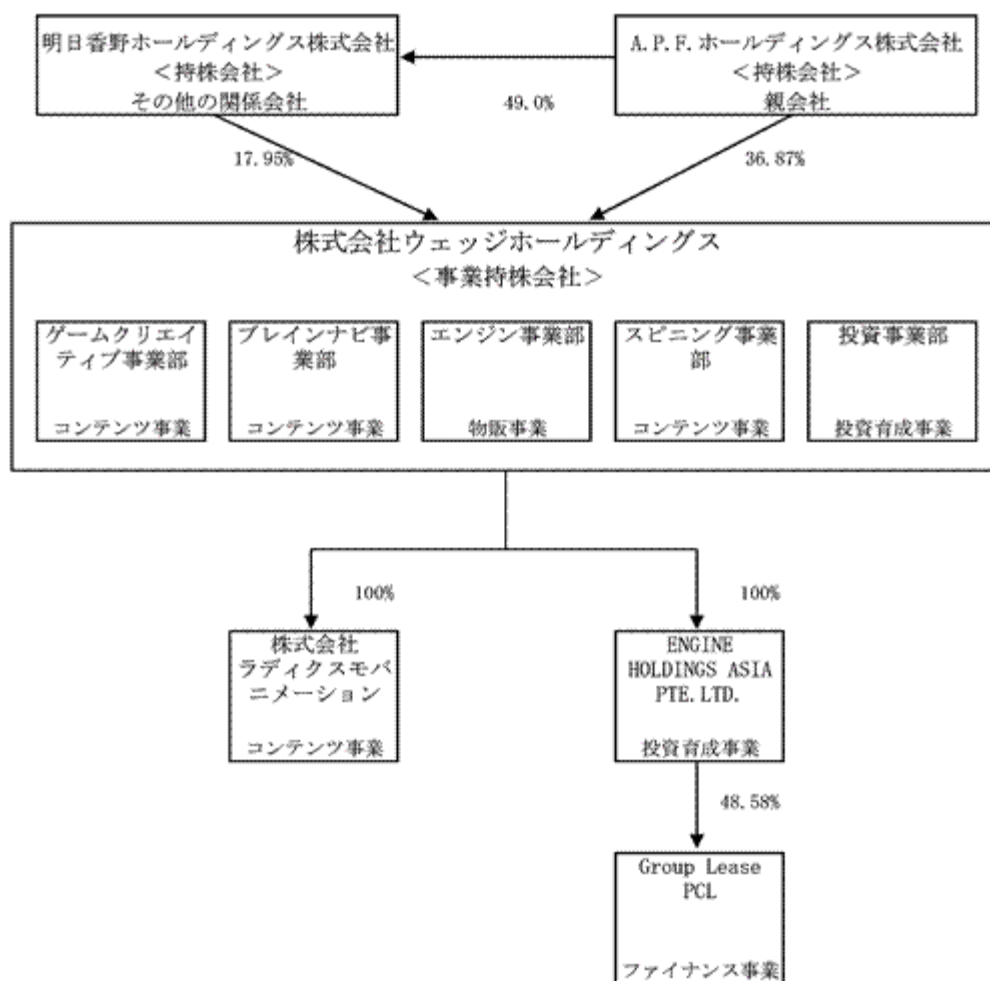 明日香野ホールディングス株式会社
<持株会社>
その他の関係会社
A.P.F.ホールディングス株式会社
<持株会社>
親会社
49.0%
17.95%
36.87%
株式会社ウェッジホールディングス
<事業持株会社>
ゲームクリエイ
ティブ事業部
コンテンツ事業
ブレインナビ事
業部
コンテンツ事業
エンジン事業部
物販事業
スピニング事業
部
コンテンツ事業
投資事業部
投資育成事業
100%
100%
株式会社
ラディクスモバ
ニメーション
コンテンツ事業
ENGINE
HOLDINGS ASIA
PTE.LTD.
投資育成事業
48.58%
Group Lease
PCL
ファイナンス事業